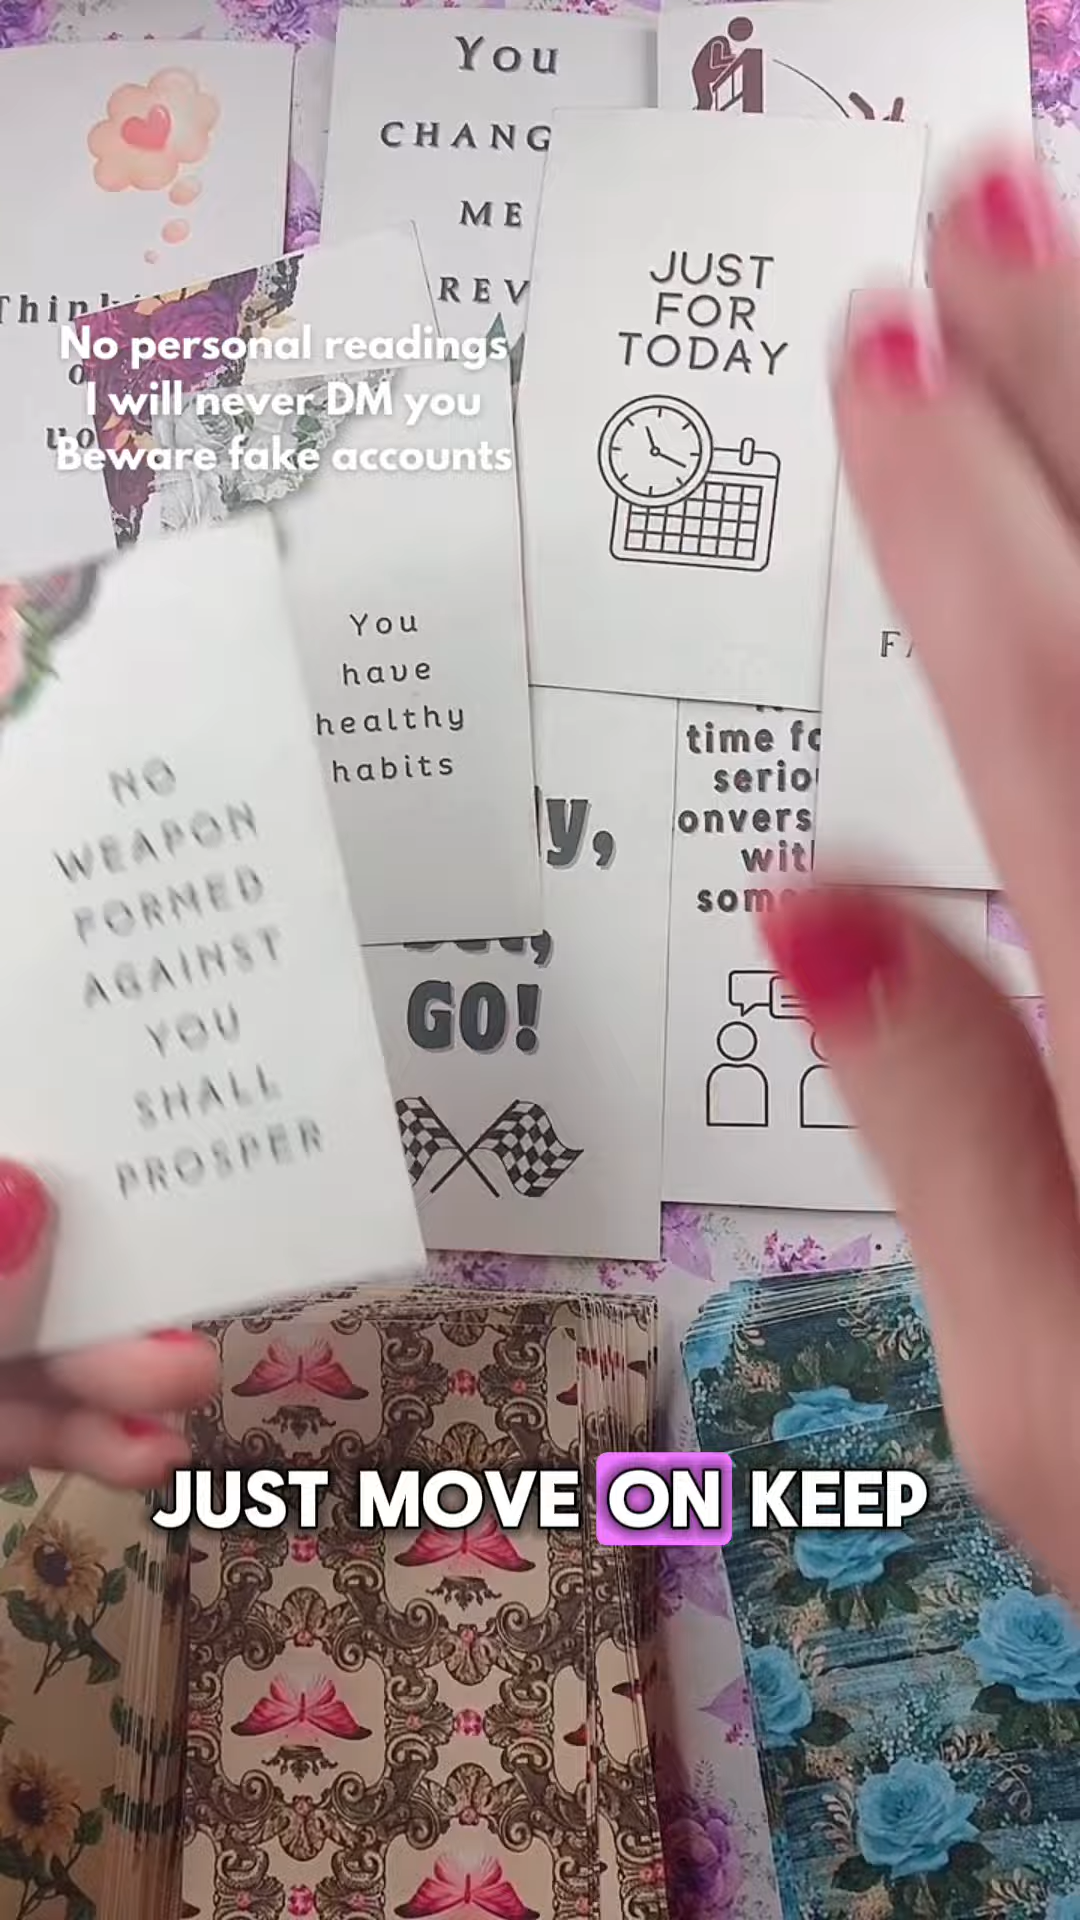 You
CHANG
ME
REV
JUST
FOR
TODAY
No personal readings
I will never DM you
Beware fake accounts
You
have
healthy
habits
time fo
serio
onvers
wit
som
y,
GO!
NO
WEAPON
FORMED
AGAINST
YOU
SHALL
PROSPER
JUST MOVE ON KEEP